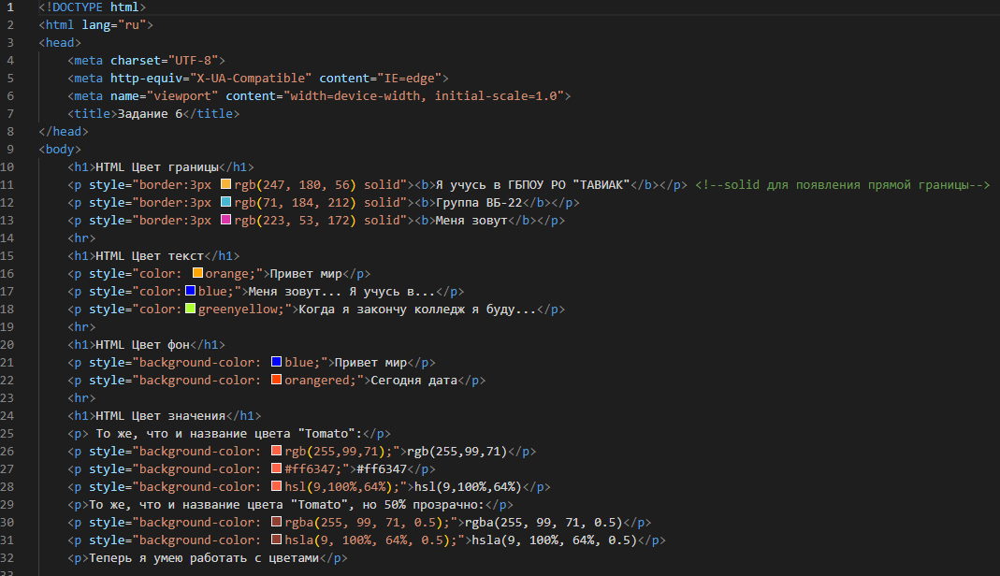 1 <!DOCTYPE html>
2 <html lang="ru">
3 <head>
4 <meta charset="UTF-8">
5 <meta http-equiv="X-UA-Compatible" content="IE=edge">
6 <meta name="viewport" content="width=device-width, initial-scale=1.0">
7 <title>Задание 6</title>
8 </head>
9 <body>
10 <h1>HTML Цвет границы</h1>
11 <p style="border:3px rgb(247, 180, 56) solid"><b>Я учусь в ГБПОУ РО "ТАВИАК"</b></p> <!--solid для появления прямой границы-->
12 <p style="border:3px rgb(71, 184, 212) solid"><b>Группа ВБ-22</b></p>
13 <p style="border:3px rgb(223, 53, 172) solid"><b>Меня зовут</b></p>
14 <hr>
15 <h1>HTML Цвет текст</h1>
16 <p style="color: orange;">Привет мир</p>
17 <p style="color:blue;">Меня зовут... Я учусь в...</p>
18 <p style="color:greenyellow;">Когда я закончу колледж я буду...</p>
19 <hr>
20 <h1>HTML Цвет фон</h1>
21 <p style="background-color: blue;">Привет мир</p>
22 <p style="background-color: orangered;">Сегодня дата</p>
23 <hr>
24 <h1>HTML Цвет значения</h1>
25 <p> То же, что и название цвета "Tomato":</p>
26 <p style="background-color: rgb(255,99,71);">rgb(255,99,71)</p>
27 <p style="background-color: #ff6347;">#ff6347</p>
28 <p style="background-color: hsl(9,100%,64%);">hsl(9,100%,64%)</p>
29 <p>То же, что и название цвета "Tomato", но 50% прозрачно:</p>
30 <p style="background-color: rgba(255, 99, 71, 0.5);">rgba(255, 99, 71, 0.5)</p>
31 <p style="background-color: hsla(9, 100%, 64%, 0.5);">hsla(9, 100%, 64%, 0.5)</p>
32 <p>Теперь я умею работать с цветами</p>
33